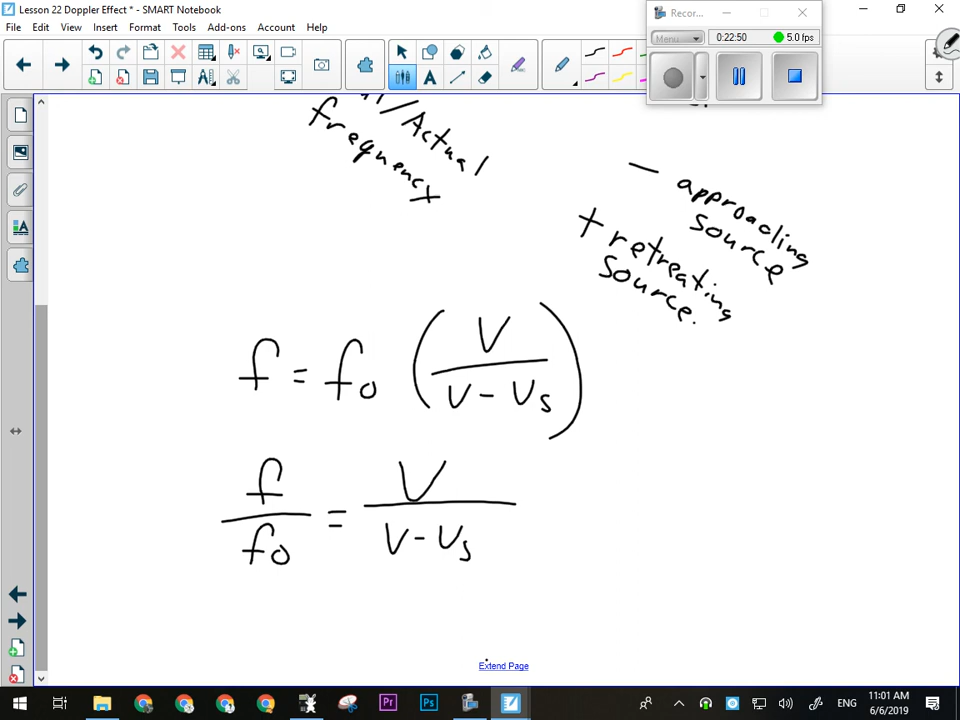 Lesson 22 Doppler Effect * - SMART Notebook
Recor...
File Edit View Insert Format Tools Add-ons Account Help
Menu
0:22:50
5.0 fps
/Actual
frequency
− approaching
source
+ retreating
source.
f = fo ( V / v - vs )
f / fo = V / v - vs
Extend Page
ENG
11:01 AM
6/6/2019